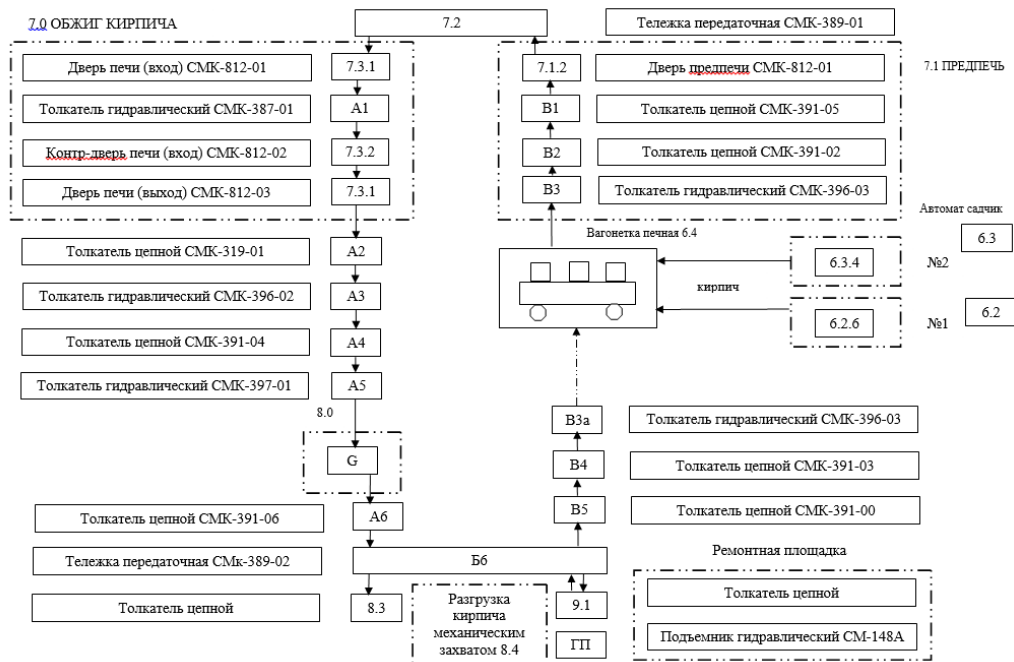 7.0 ОБЖИГ КИРПИЧА
7.2
Тележка передаточная СМК-389-01
Дверь печи (вход) СМК-812-01
7.3.1
Толкатель гидравлический СМК-387-01
А1
Контр-дверь печи (вход) СМК-812-02
7.3.2
Дверь печи (выход) СМК-812-03
7.3.1
7.1.2
Дверь предпечи СМК-812-01
7.1 ПРЕДПЕЧЬ
В1
Толкатель цепной СМК-391-05
В2
Толкатель цепной СМК-391-02
В3
Толкатель гидравлический СМК-396-03
Толкатель цепной СМК-319-01
А2
Толкатель гидравлический СМК-396-02
А3
Толкатель цепной СМК-391-04
А4
Толкатель гидравлический СМК-397-01
А5
Вагонетка печная 6.4
Автомат садчик
6.3
6.3.4
№2
кирпич
6.2
6.2.6
№1
8.0
G
В3а
Толкатель гидравлический СМК-396-03
В4
Толкатель цепной СМК-391-03
В5
Толкатель цепной СМК-391-00
Толкатель цепной СМК-391-06
А6
Тележка передаточная СМк-389-02
Б6
Толкатель цепной
8.3
Разгрузка
кирпича
механическим
захватом 8.4
9.1
ГП
Ремонтная площадка
Толкатель цепной
Подъемник гидравлический СМ-148А